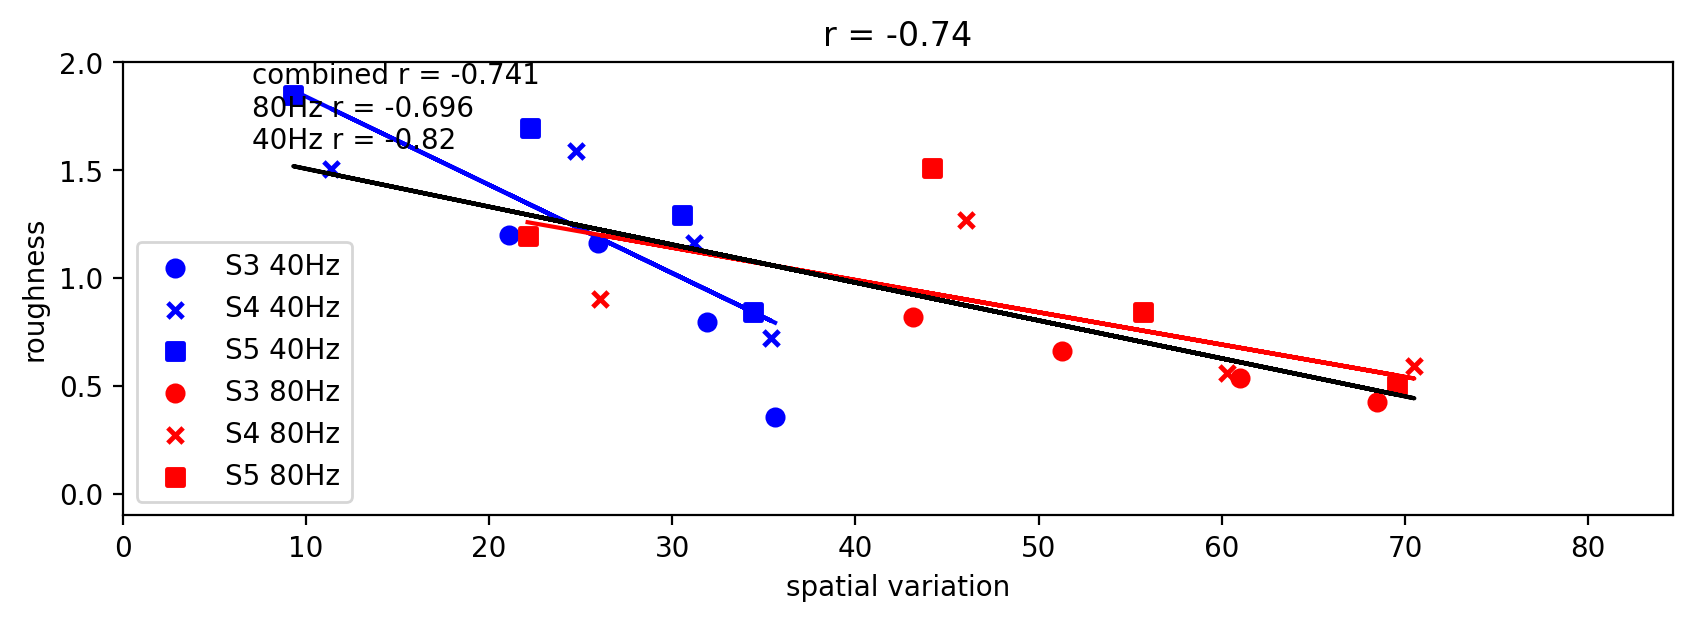 r = -0.74
combined r = -0.741
80Hz r = -0.696
40Hz r = -0.82
2.0
1.5
1.0
0.5
0.0
roughness
S3 40Hz
S4 40Hz
S5 40Hz
S3 80Hz
S4 80Hz
S5 80Hz
0 10 20 30 40 50 60 70 80
spatial variation